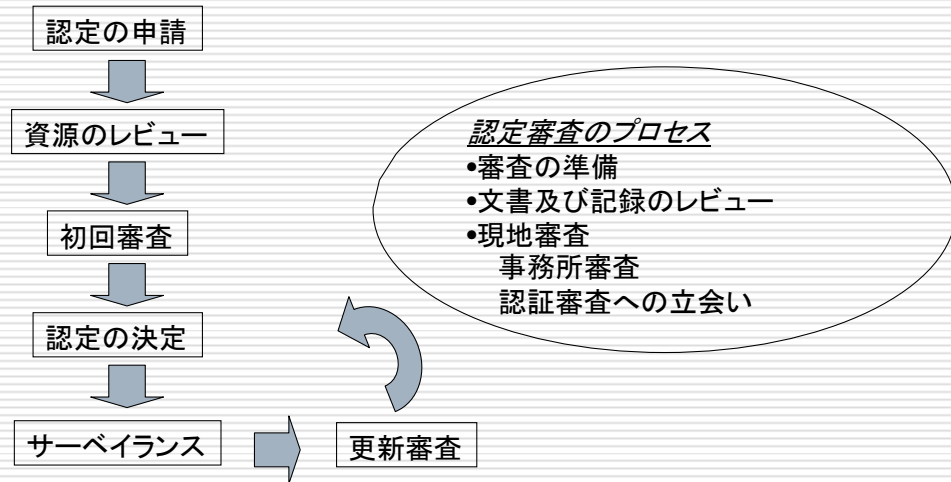 認定の申請
資源のレビュー
初回審査
認定の決定
サーベイランス
更新審査
認定審査のプロセス
•審査の準備
•文書及び記録のレビュー
•現地審査
事務所審査
認証審査への立会い